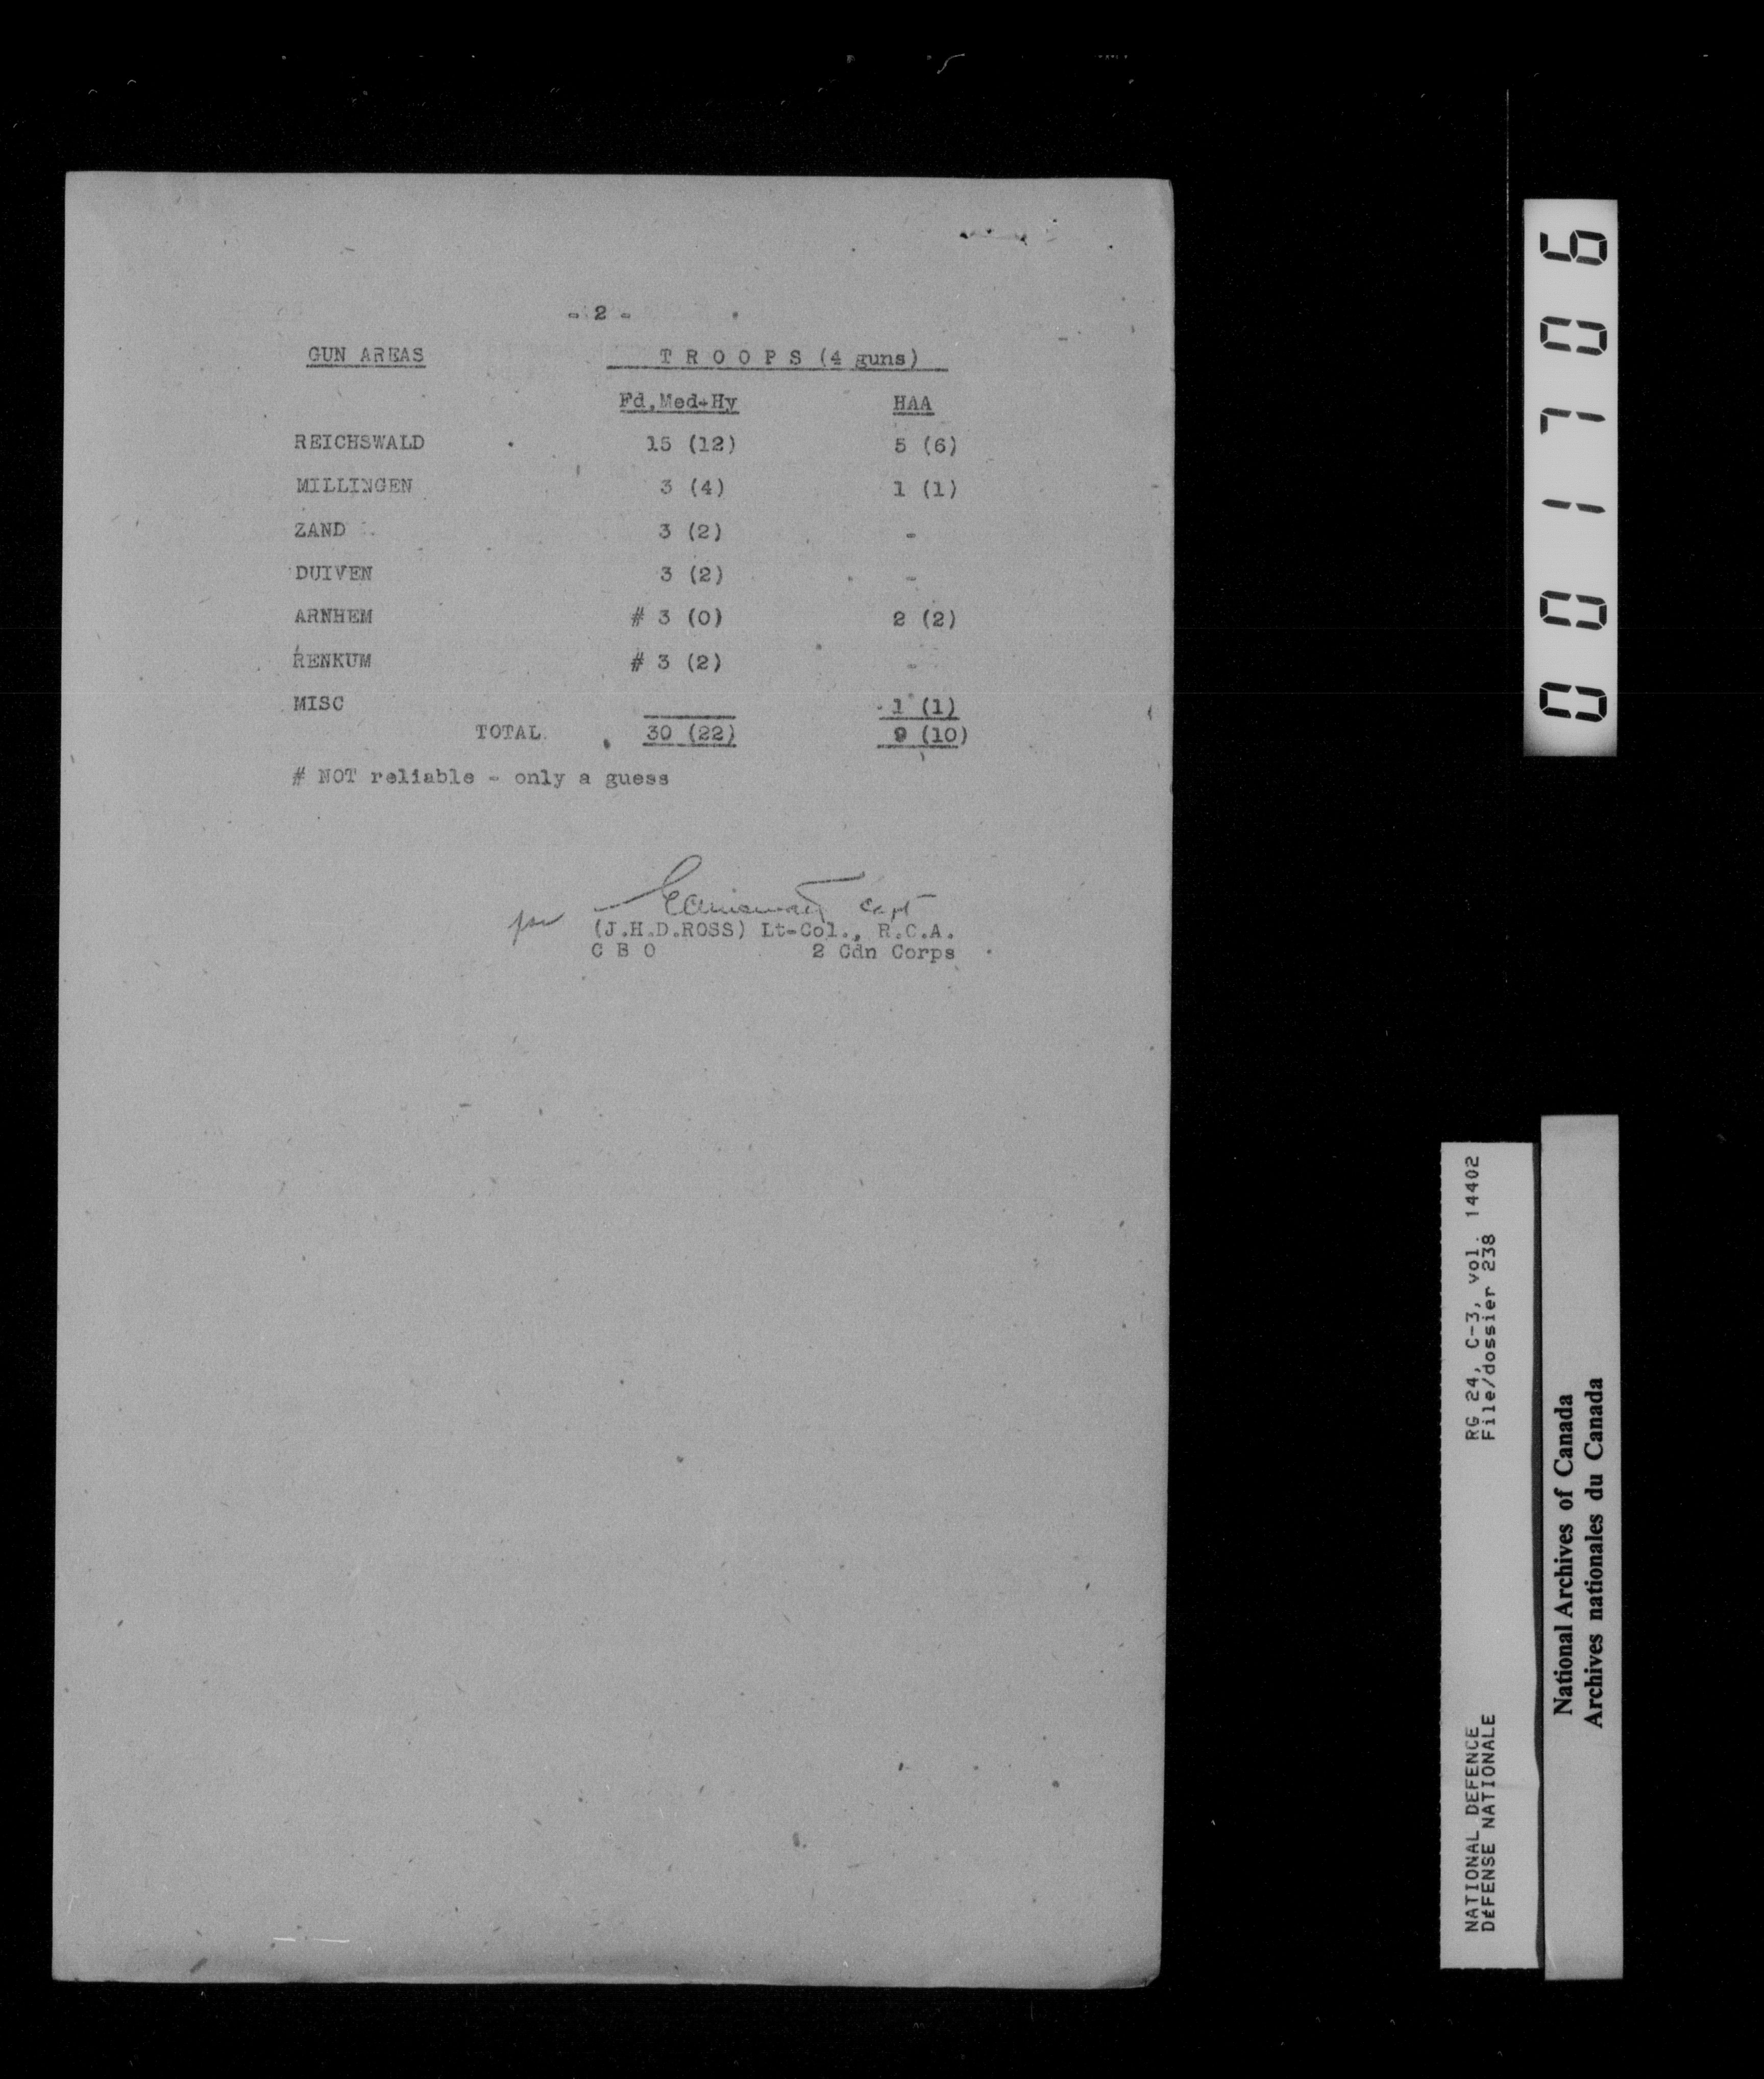 - 2 -
GUN AREAS T R O O P S (4 guns)
Fd,Med+Hy HAA
REICHSWALD 15 (12) 5 (6)
MILLINGEN 3 (4) 1 (1)
ZAND 3 (2) -
DUIVEN 3 (2) -
ARNHEM # 3 (0) 2 (2)
RENKUM # 3 (2) -
MISC 1 (1)
TOTAL 30 (22) 9 (10)
# NOT reliable - only a guess
Capt
(J.H.D.ROSS) Lt-Col., R.C.A.
C B O 2 Cdn Corps
001706
NATIONAL DEFENCE RG 24, C-3, vol. 14402
DÉFENSE NATIONALE File/dossier 238
National Archives of Canada
Archives nationales du Canada